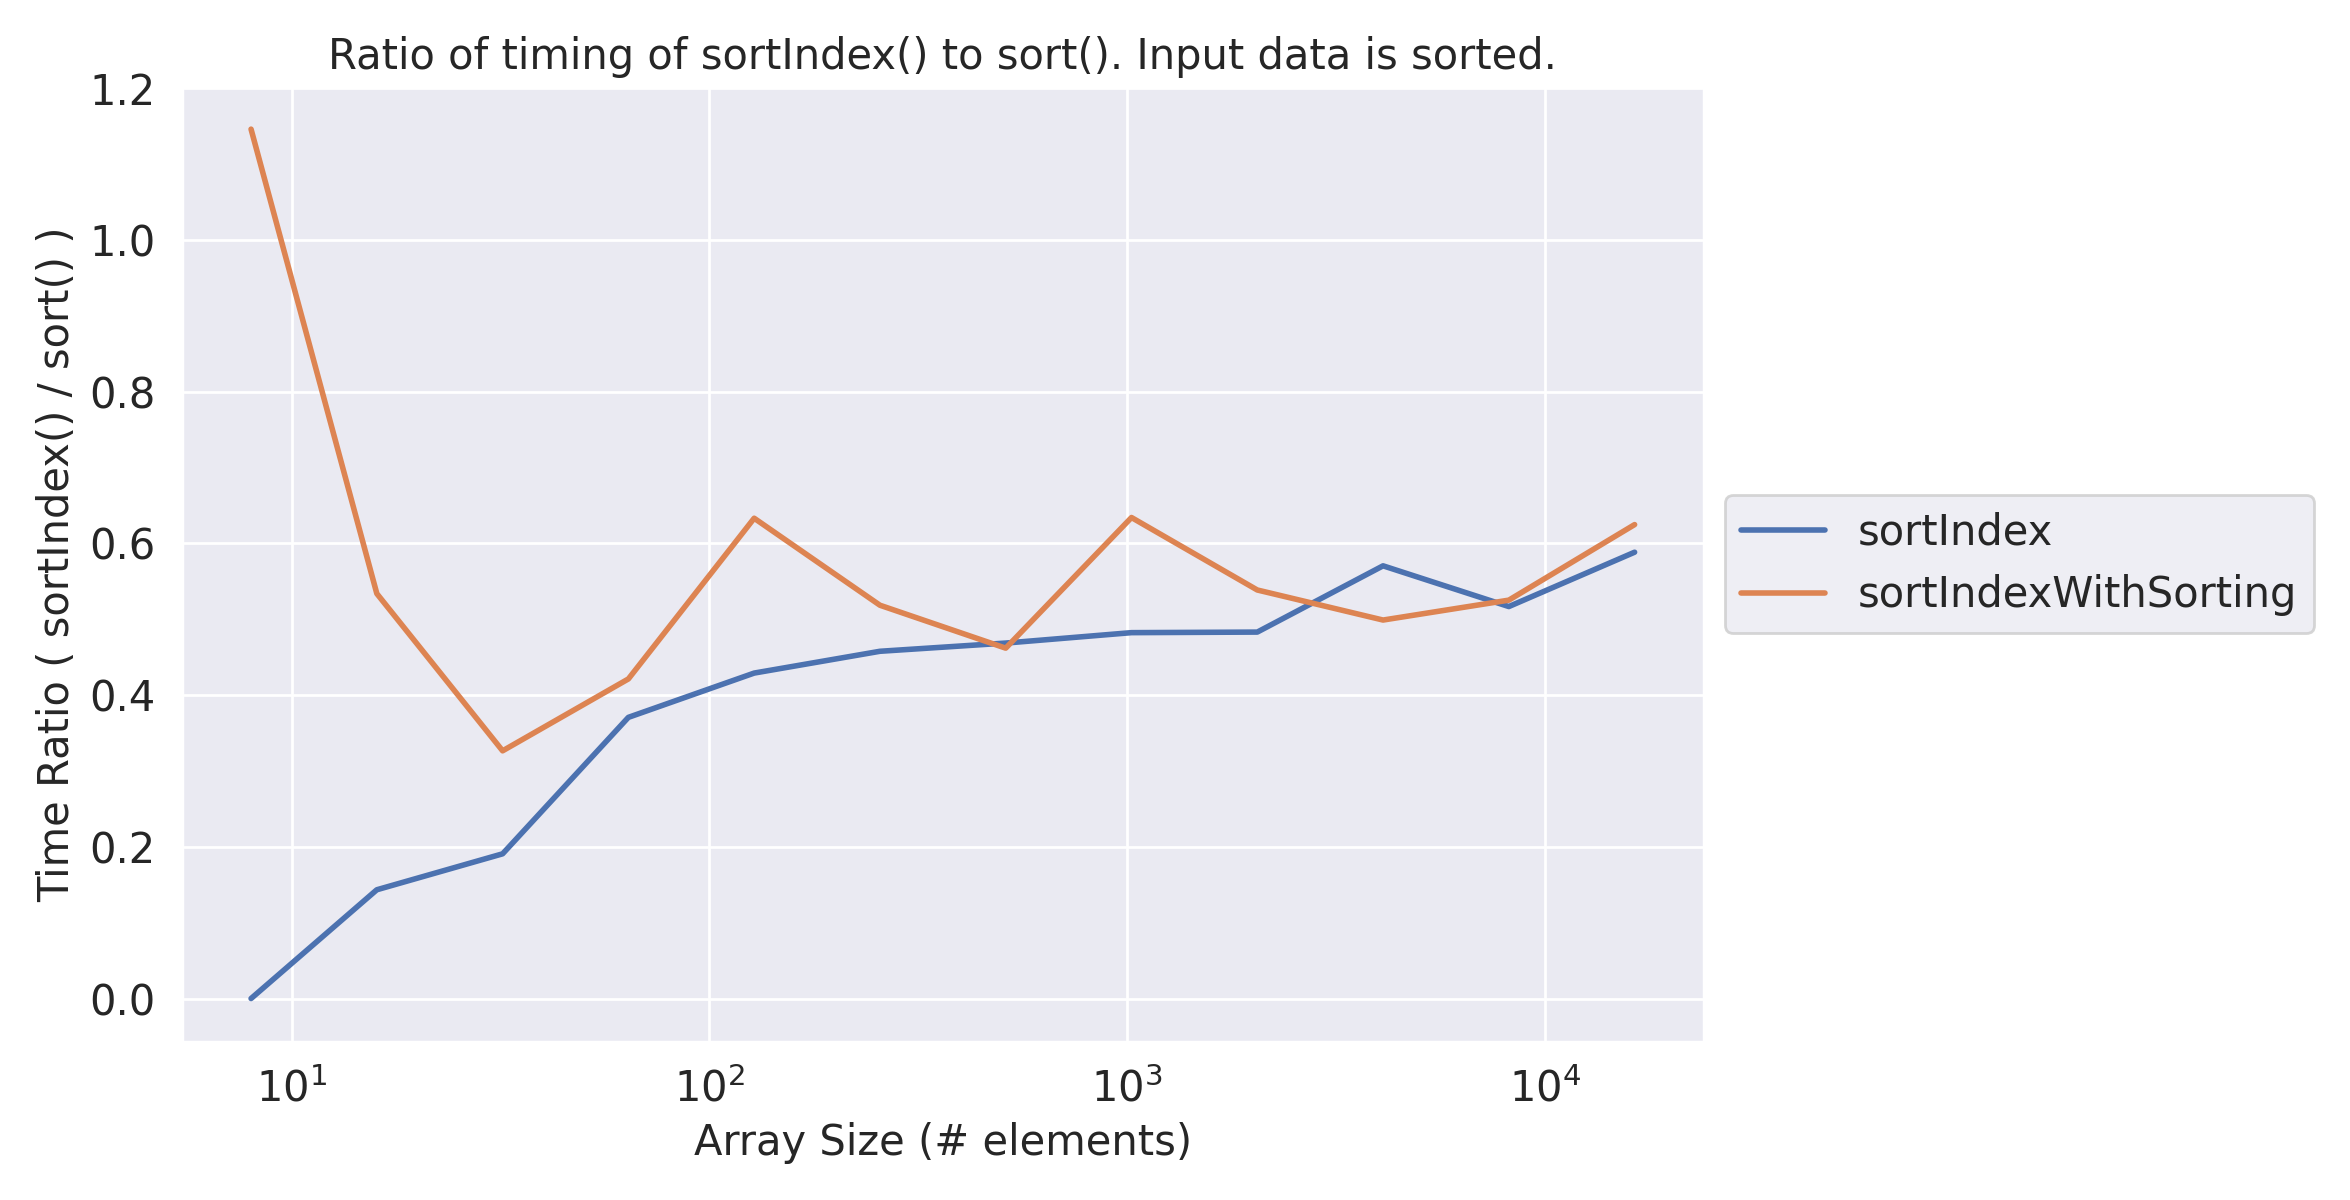 Ratio of timing of sortIndex() to sort(). Input data is sorted.
Time Ratio ( sortIndex() / sort() )
1.2
1.0
0.8
0.6
0.4
0.2
0.0
10¹
10²
10³
10⁴
Array Size (# elements)
sortIndex
sortIndexWithSorting